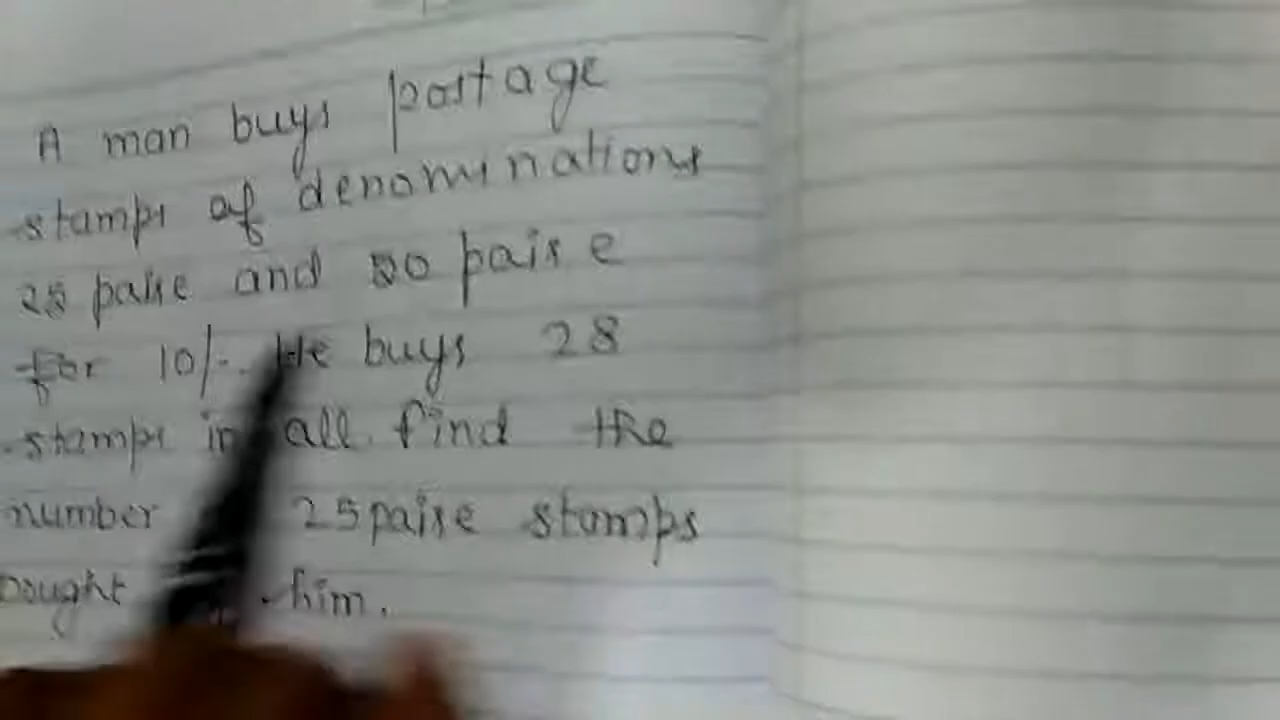 A man buys postage
stamps of denominations
25 paise and 50 paise
for 10/-. He buys 28
stamps in all. find the
number 25 paise stamps
bought him.